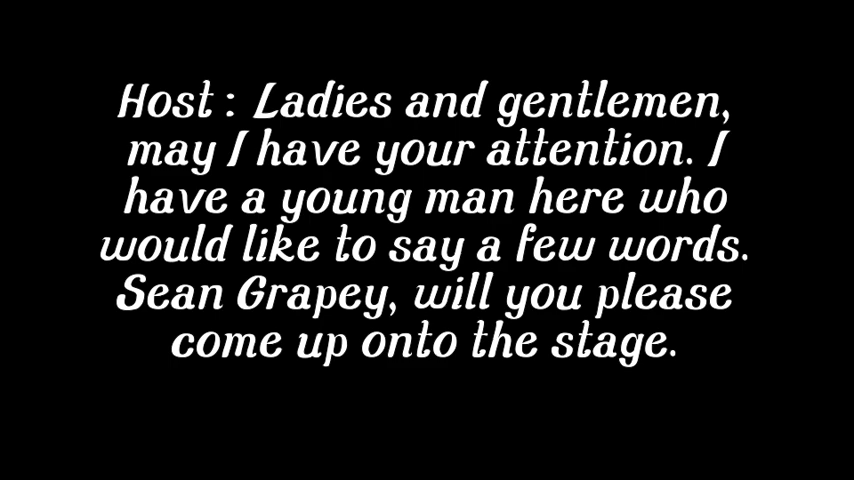 Host : Ladies and gentlemen,
may I have your attention. I
have a young man here who
would like to say a few words.
Sean Grapey, will you please
come up onto the stage.